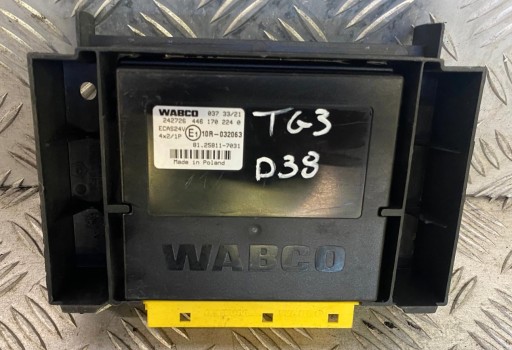 WABCO 037 33/21
242726 446 170 224 0
ECAS24V E1 10R-032063
4x2/1P
81.25811-7031
Made in Poland
TG3
D38
WABCO